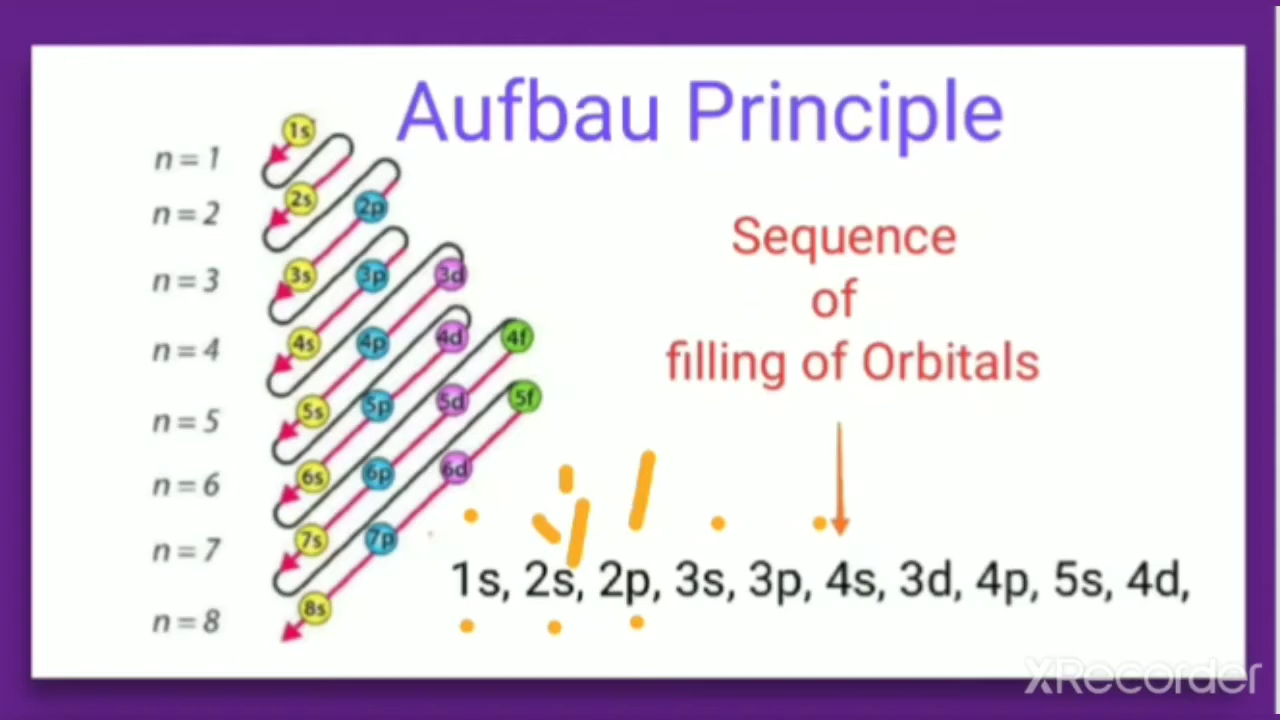 Aufbau Principle
1s
n = 1
2s 2p
n = 2
3s 3p 3d
n = 3
4s 4p 4d 4f
n = 4
5s 5p 5d 5f
n = 5
6s 6p 6d
n = 6
7s 7p
n = 7
8s
n = 8
Sequence
of
filling of Orbitals
1s, 2s, 2p, 3s, 3p, 4s, 3d, 4p, 5s, 4d,
XRecorder